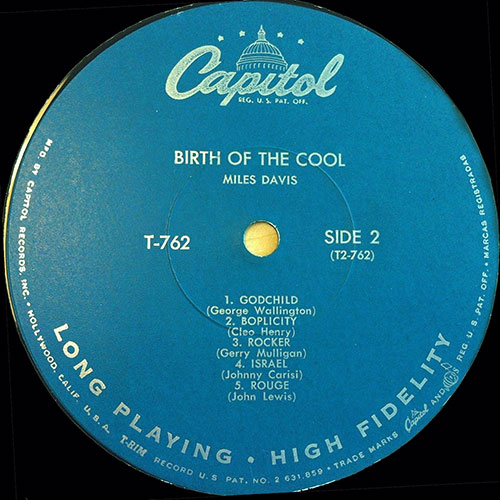 Capitol
REG. U. S. PAT. OFF.
BIRTH OF THE COOL
MILES DAVIS
T-762
SIDE 2
(T2-762)
1. GODCHILD
(George Wallington)
2. BOPLICITY
(Cleo Henry)
3. ROCKER
(Gerry Mulligan)
4. ISRAEL
(Johnny Carisi)
5. ROUGE
(John Lewis)
LONG PLAYING • HIGH FIDELITY
MFD. BY CAPITOL RECORDS, INC. • HOLLYWOOD, CALIF. U. S. A.
RECORD U.S. PAT. NO. 2 631,859 • TRADE MARKS Capitol AND REG U S PAT. OFF. • MARCAS REGISTRADAS